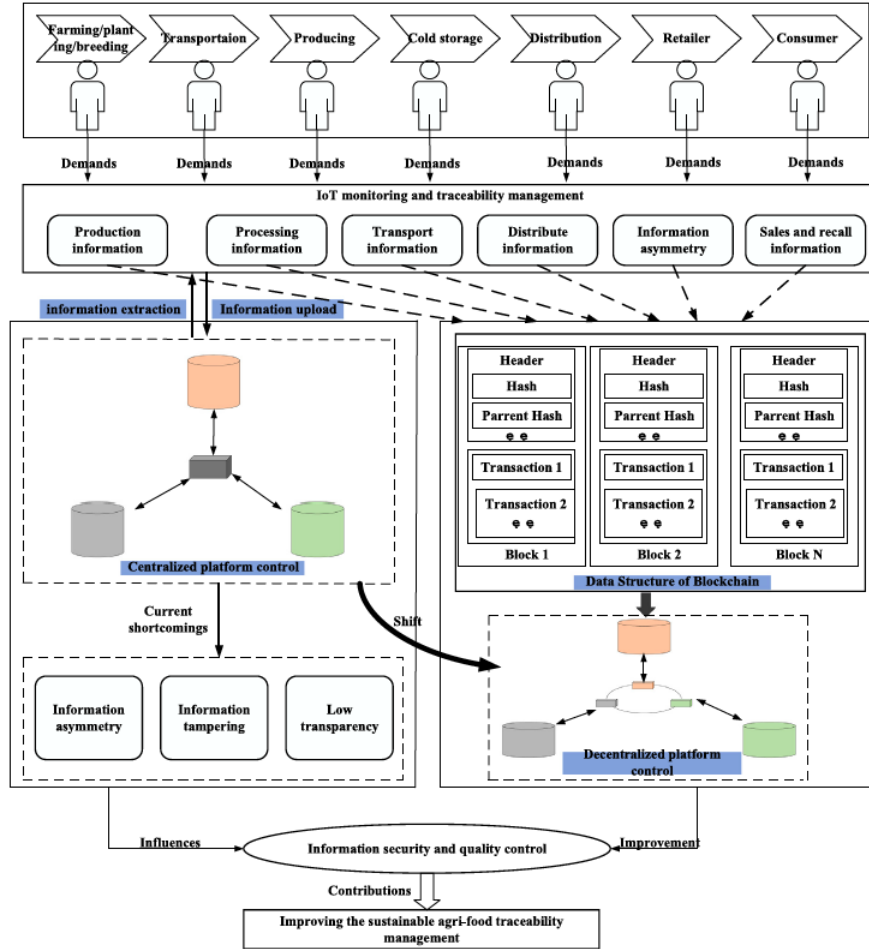 Farming/plant
ing/breeding
Transportaion
Producing
Cold storage
Distribution
Retailer
Consumer
Demands
Demands
Demands
Demands
Demands
Demands
Demands
IoT monitoring and traceability management
Production
information
Processing
information
Transport
information
Distribute
information
Information
asymmetry
Sales and recall
information
information extraction
Information upload
Centralized platform control
Current
shortcomings
Information
asymmetry
Information
tampering
Low
transparency
Shift
Header
Hash
Parrent Hash
e e
Transaction 1
Transaction 2
e e
Block 1
Header
Hash
Parrent Hash
e e
Transaction 1
Transaction 2
e e
Block 2
Header
Hash
Parrent Hash
e e
Transaction 1
Transaction 2
e e
Block N
Data Structure of Blockchain
Decentralized platform
control
Influences
Information security and quality control
Improvement
Contributions
Improving the sustainable agri-food traceability
management